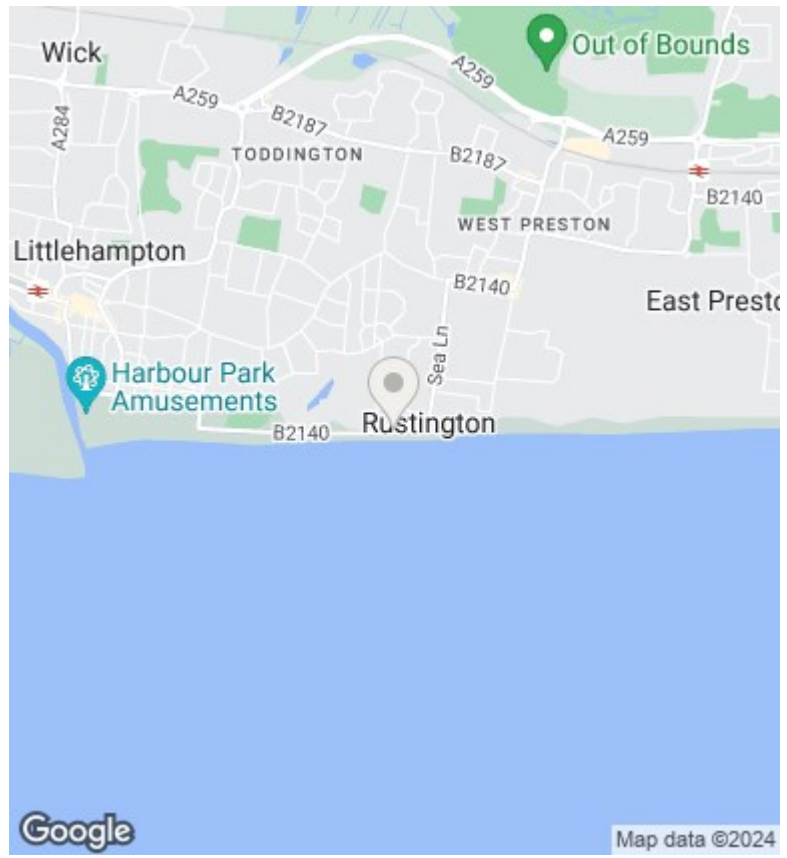 Wick
Out of Bounds
A259
A259
A284
B2187
TODDINGTON
B2187
A259
B2140
WEST PRESTON
Littlehampton
B2140
East Presto
Sea Ln
Harbour Park
Amusements
Rustington
B2140
Google
Map data ©2024